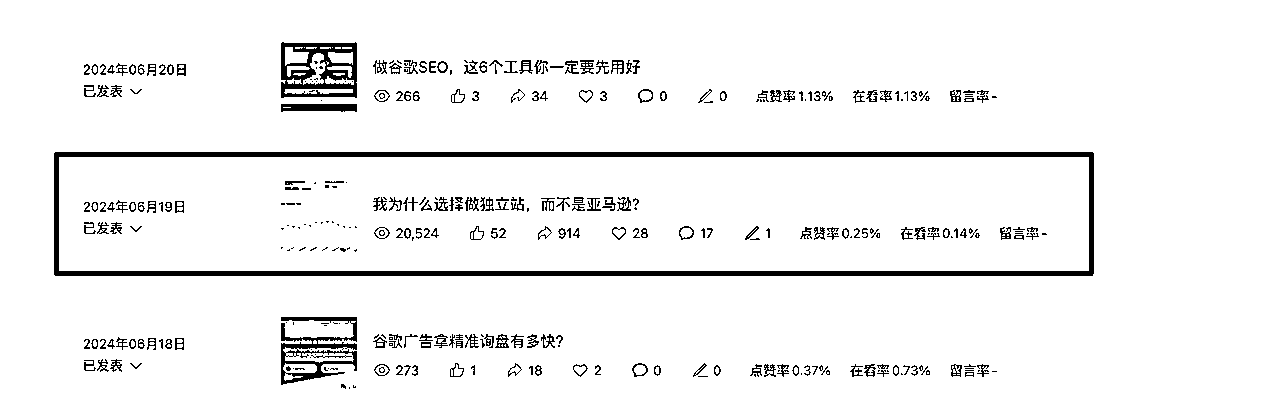 2024年06月20日
已发表
做谷歌SEO，这6个工具你一定要先用好
266 3 34 3 0 0 点赞率1.13% 在看率1.13% 留言率-
2024年06月19日
已发表
我为什么选择做独立站，而不是亚马逊？
20,524 52 914 28 17 1 点赞率0.25% 在看率0.14% 留言率-
2024年06月18日
已发表
谷歌广告拿精准询盘有多快？
273 1 18 2 0 0 点赞率0.37% 在看率0.73% 留言率-